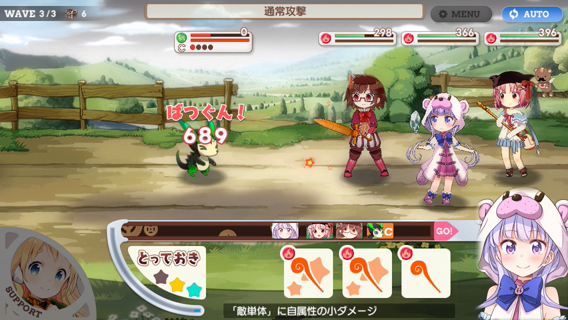 WAVE 3/3 6
通常攻撃
MENU
AUTO
0
298
366
396
C
ばつぐん!
689
C
GO!
とっておき
SUPPORT
「敵単体」に自属性の小ダメージ